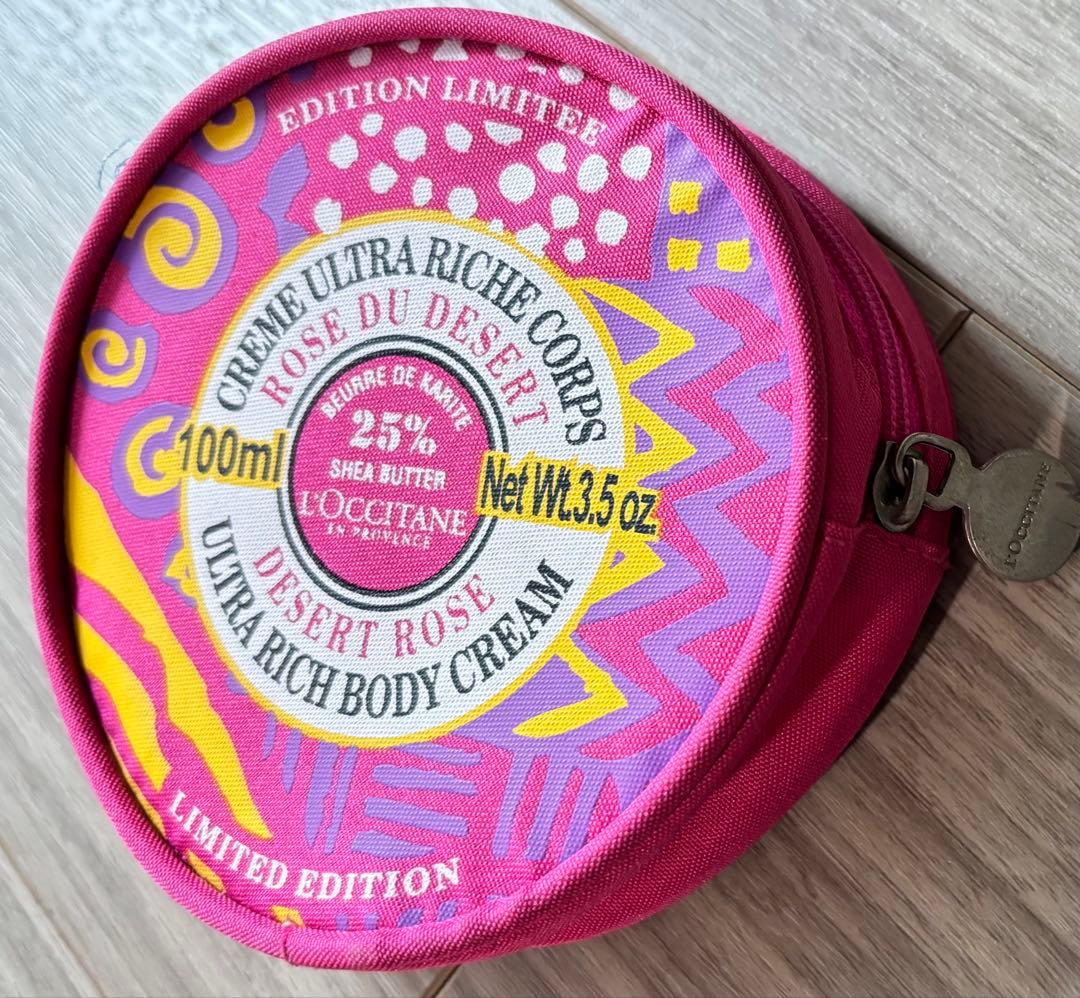 EDITION LIMITEE
CREME ULTRA RICHE CORPS
ROSE DU DESERT
BEURRE DE KARITE
25%
SHEA BUTTER
L'OCCITANE
EN PROVENCE
100ml
Net Wt.3.5 oz.
DESERT ROSE
ULTRA RICH BODY CREAM
LIMITED EDITION
L'OCCITANE